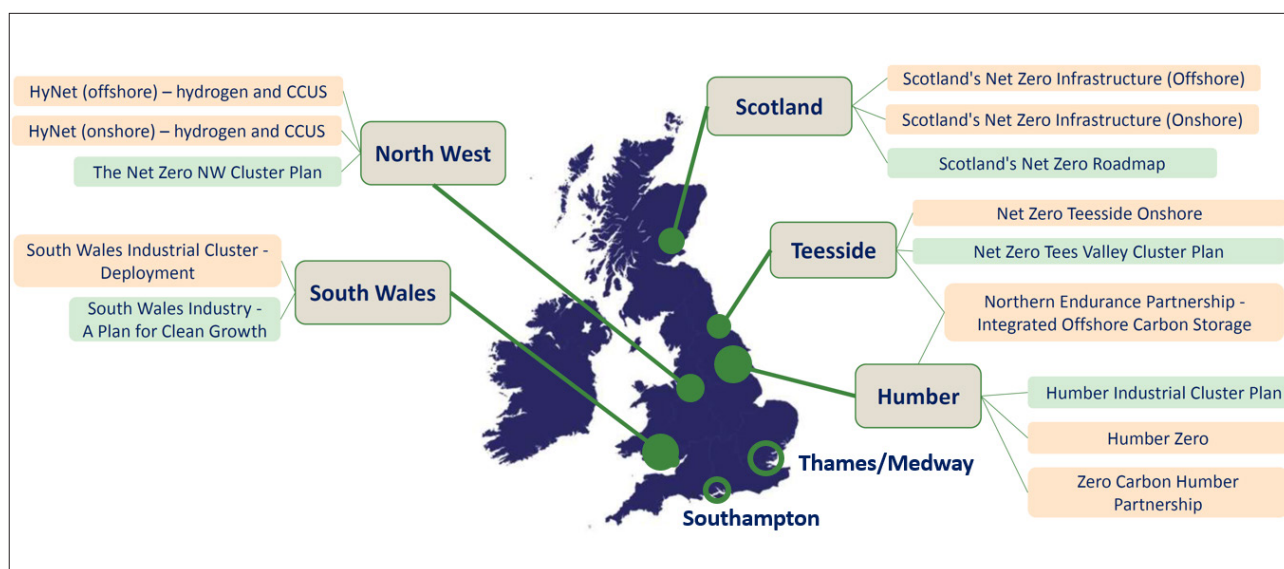 HyNet (offshore) – hydrogen and CCUS
HyNet (onshore) – hydrogen and CCUS
The Net Zero NW Cluster Plan
North West
South Wales Industrial Cluster -
Deployment
South Wales Industry -
A Plan for Clean Growth
South Wales
Scotland
Scotland's Net Zero Infrastructure (Offshore)
Scotland's Net Zero Infrastructure (Onshore)
Scotland's Net Zero Roadmap
Teesside
Net Zero Teesside Onshore
Net Zero Tees Valley Cluster Plan
Northern Endurance Partnership -
Integrated Offshore Carbon Storage
Humber
Humber Industrial Cluster Plan
Humber Zero
Zero Carbon Humber
Partnership
Thames/Medway
Southampton